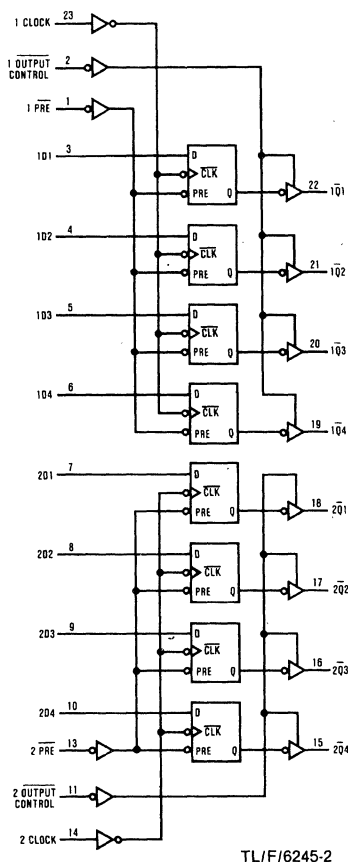 23
1 CLOCK
2
1 OUTPUT
CONTROL
1
1 PRE
3
1D1
D
CLK
PRE Q
22
1Q1
4
1D2
D
CLK
PRE Q
21
1Q2
5
1D3
D
CLK
PRE Q
20
1Q3
6
1D4
D
CLK
PRE Q
19
1Q4
7
2D1
D
CLK
PRE Q
18
2Q1
8
2D2
D
CLK
PRE Q
17
2Q2
9
2D3
D
CLK
PRE Q
16
2Q3
10
2D4
D
CLK
PRE Q
15
2Q4
13
2 PRE
11
2 OUTPUT
CONTROL
14
2 CLOCK
TL/F/6245-2